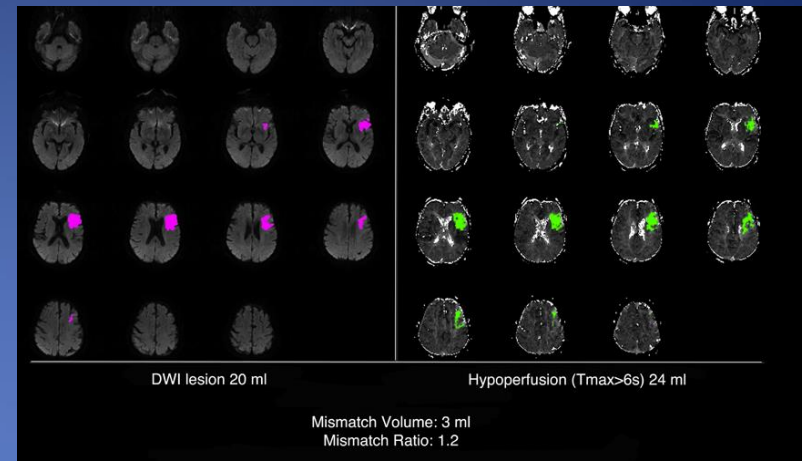 DWI lesion 20 ml
Hypoperfusion (Tmax>6s) 24 ml
Mismatch Volume: 3 ml
Mismatch Ratio: 1.2